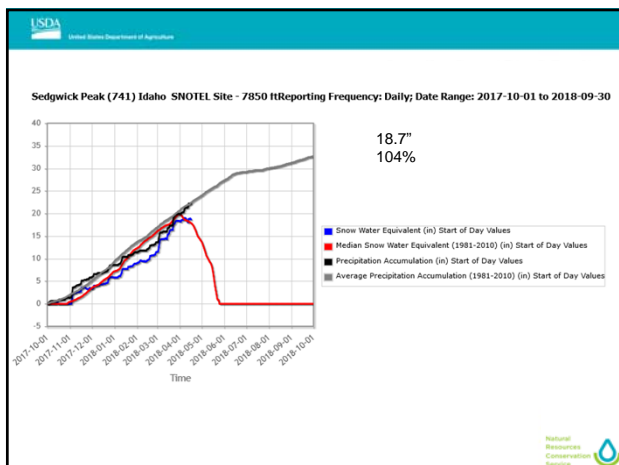 USDA
United States Department of Agriculture
Sedgwick Peak (741) Idaho SNOTEL Site - 7850 ftReporting Frequency: Daily; Date Range: 2017-10-01 to 2018-09-30
18.7”
104%
40
35
30
25
20
15
10
5
0
-5
2017-10-01
2017-11-01
2017-12-01
2018-01-01
2018-02-01
2018-03-01
2018-04-01
2018-05-01
2018-06-01
2018-07-01
2018-08-01
2018-09-01
2018-10-01
Time
Snow Water Equivalent (in) Start of Day Values
Median Snow Water Equivalent (1981-2010) (in) Start of Day Values
Precipitation Accumulation (in) Start of Day Values
Average Precipitation Accumulation (1981-2010) (in) Start of Day Values
Natural
Resources
Conservation
Service